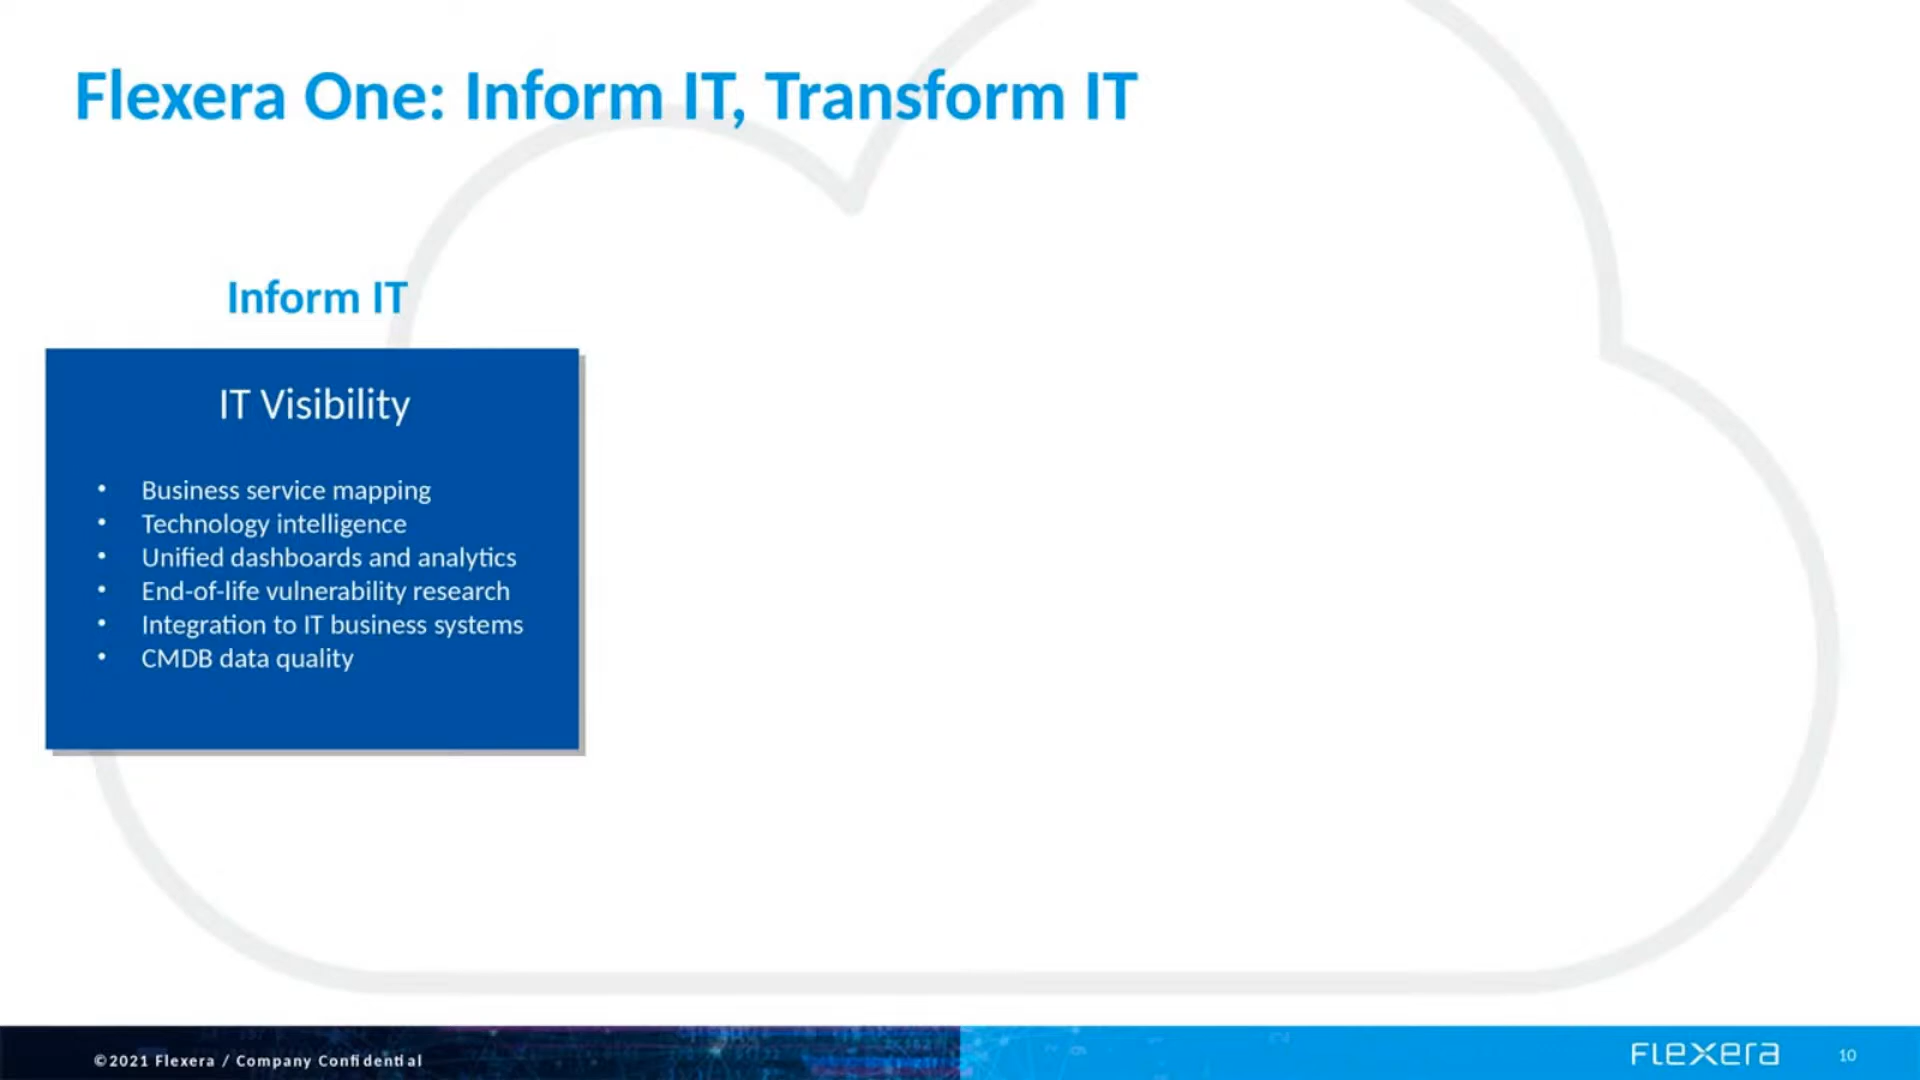 Flexera One: Inform IT, Transform IT
Inform IT
IT Visibility
• Business service mapping
• Technology intelligence
• Unified dashboards and analytics
• End-of-life vulnerability research
• Integration to IT business systems
• CMDB data quality
©2021 Flexera / Company Confidential
FLEXERA
10